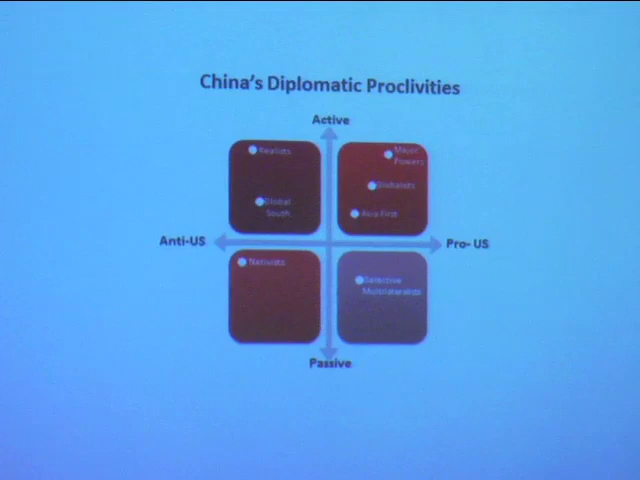 China's Diplomatic Proclivities
Active
Realists
Major
Powers
Globalists
Global
South
Asia First
Anti-US
Pro- US
Nativists
Selective
Multilateralists
Passive